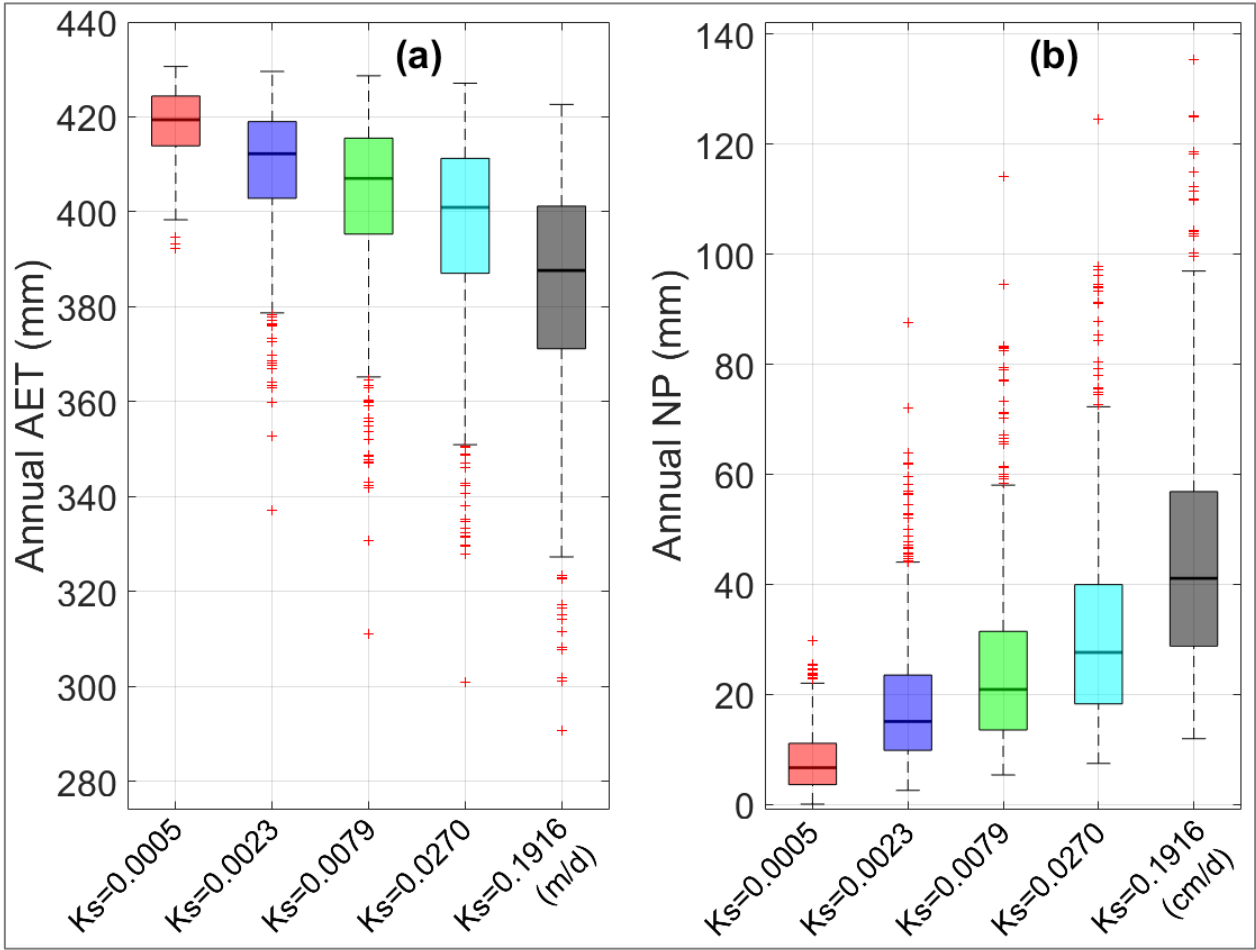 (a)
Annual AET (mm)
440
420
400
380
360
340
320
300
280
Ks=0.0005
Ks=0.0023
Ks=0.0079
Ks=0.0270
Ks=0.1916
(m/d)
(b)
Annual NP (mm)
140
120
100
80
60
40
20
0
Ks=0.0005
Ks=0.0023
Ks=0.0079
Ks=0.0270
Ks=0.1916
(cm/d)